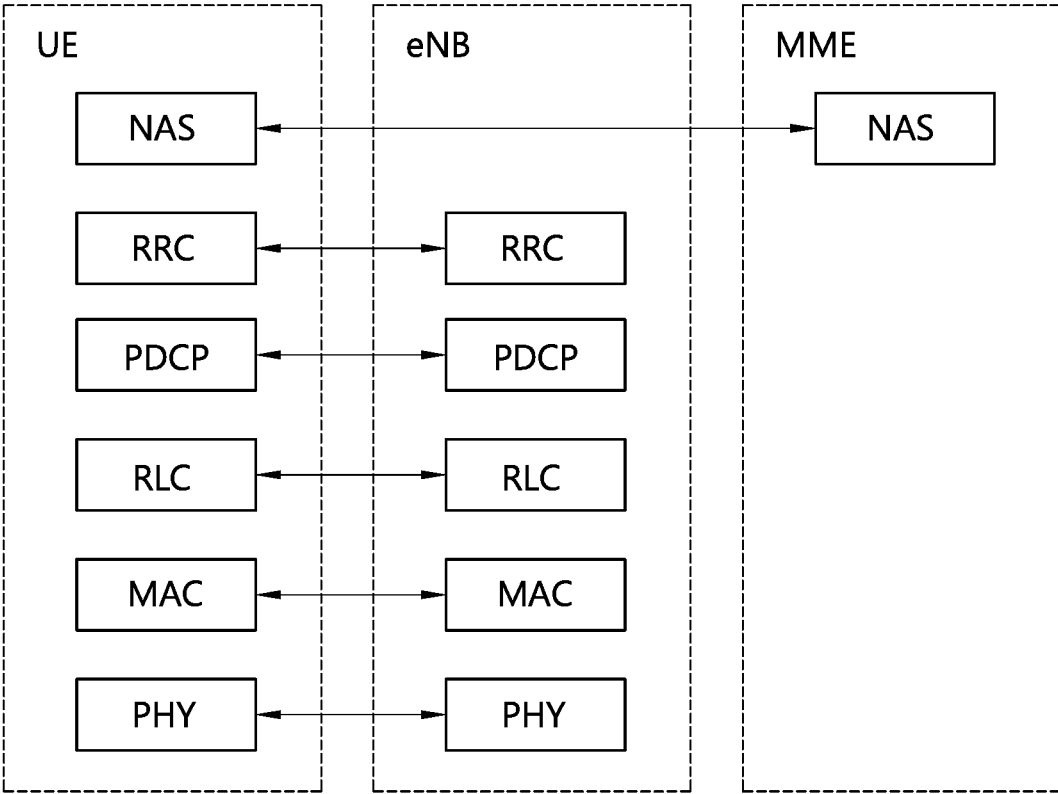 UE eNB MME
NAS NAS
RRC RRC
PDCP PDCP
RLC RLC
MAC MAC
PHY PHY